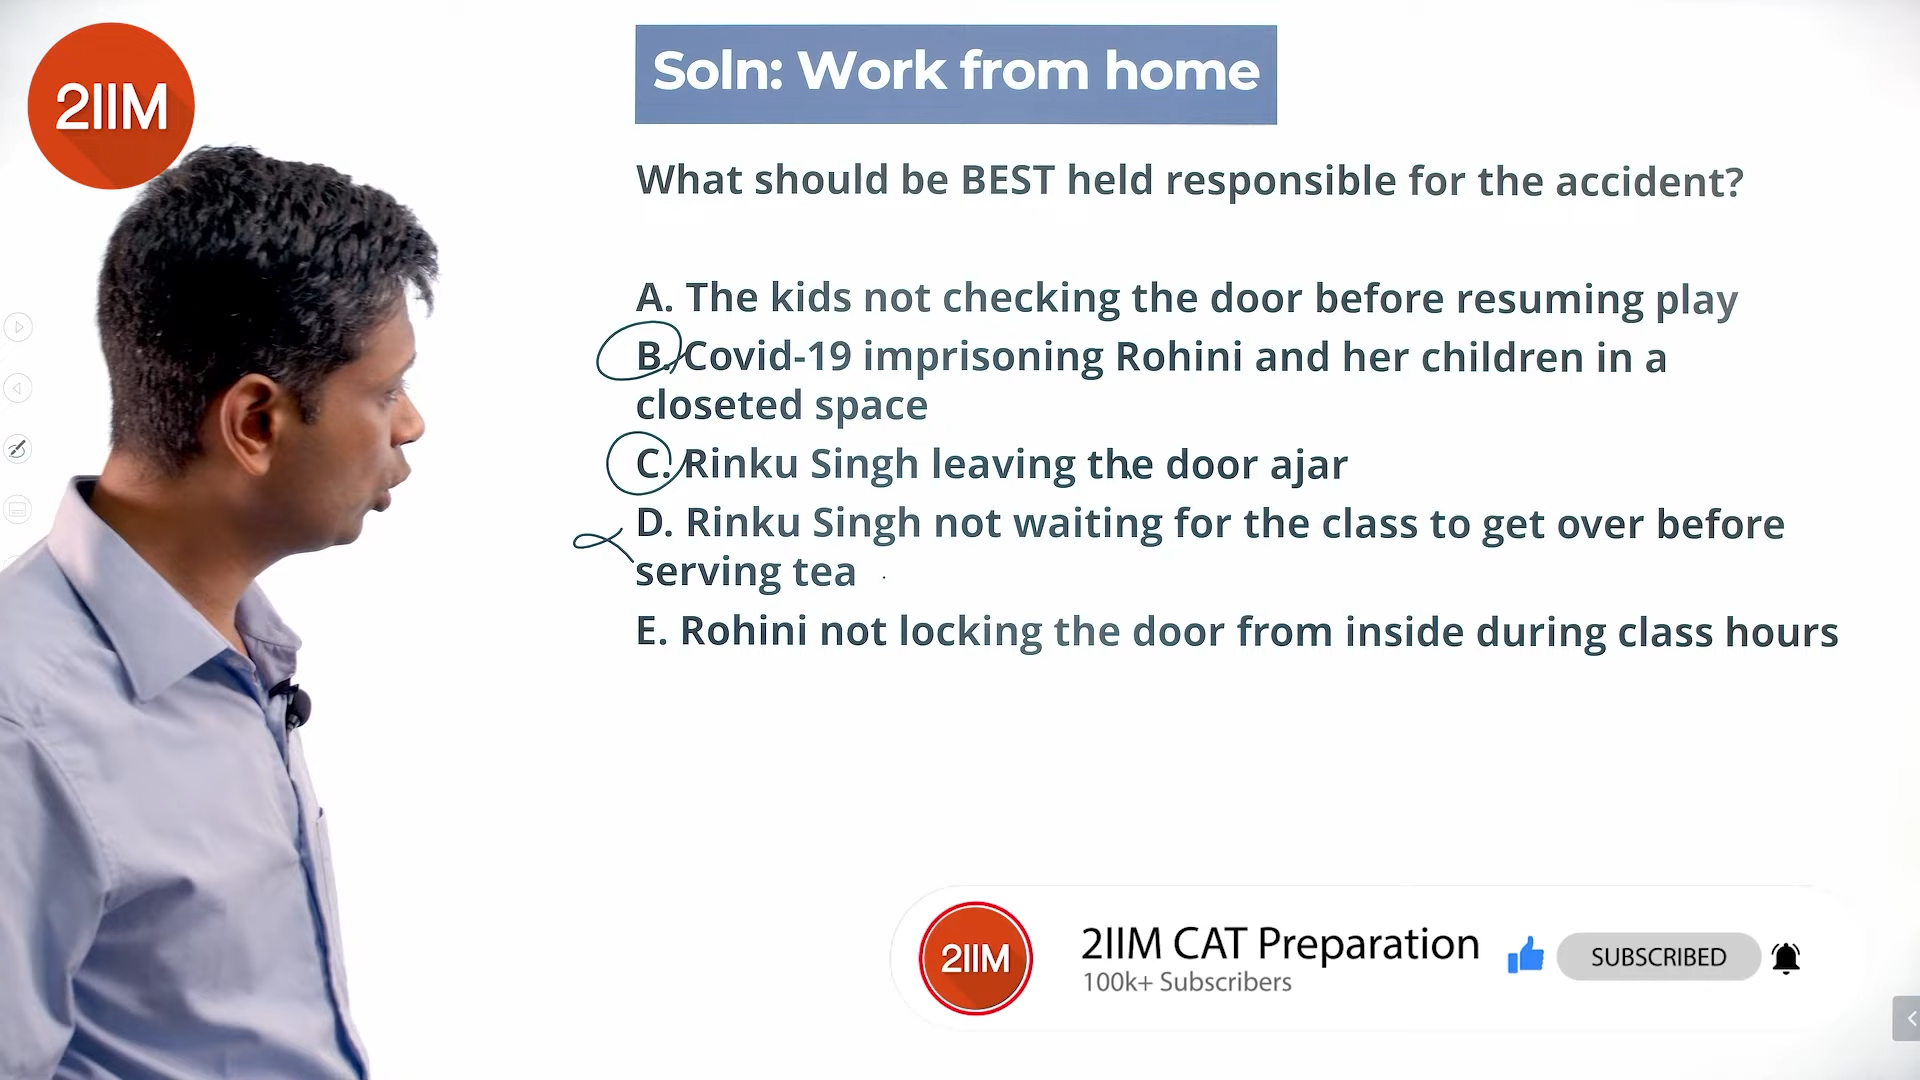 2IIM
Soln: Work from home
What should be BEST held responsible for the accident?
A. The kids not checking the door before resuming play
B. Covid-19 imprisoning Rohini and her children in a
closeted space
C. Rinku Singh leaving the door ajar
D. Rinku Singh not waiting for the class to get over before
serving tea
E. Rohini not locking the door from inside during class hours
2IIM
2IIM CAT Preparation
100k+ Subscribers
SUBSCRIBED